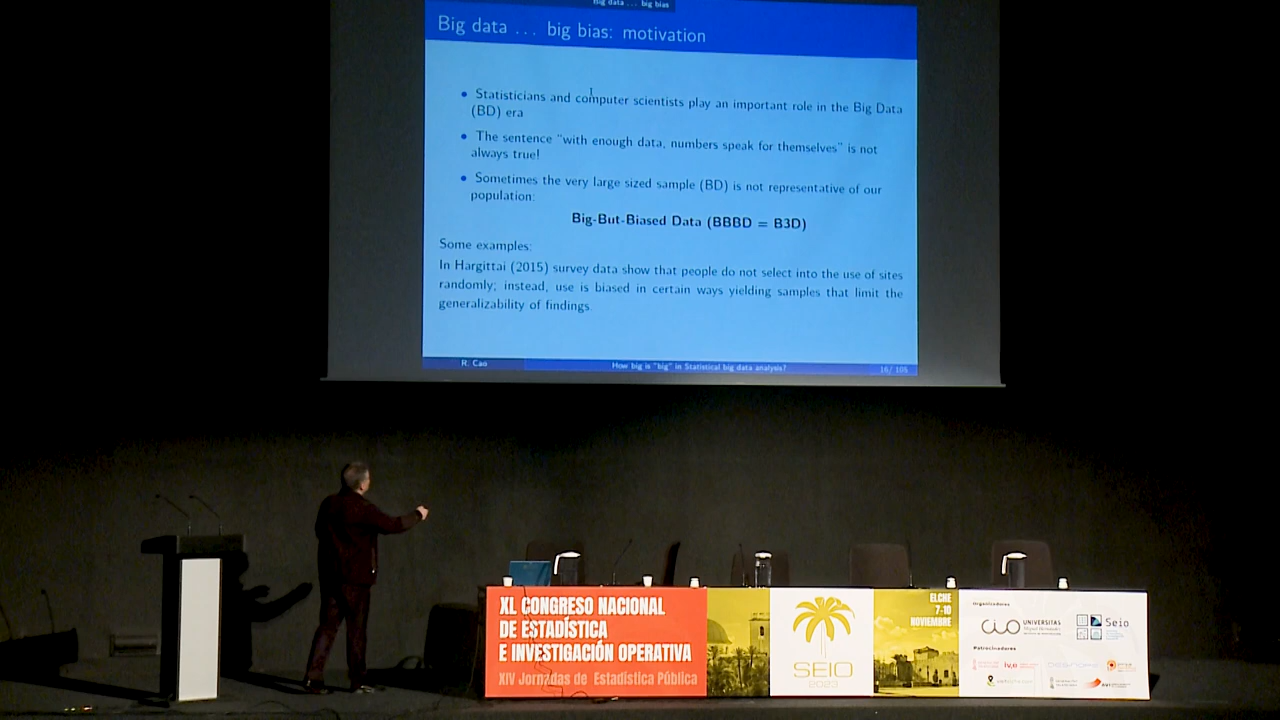 Big data . . . big bias
Big data . . . big bias: motivation
• Statisticians and computer scientists play an important role in the Big Data
(BD) era
• The sentence "with enough data, numbers speak for themselves" is not
always true!
• Sometimes the very large sized sample (BD) is not representative of our
population:
Big-But-Biased Data (BBBD = B3D)
Some examples:
In Hargittai (2015) survey data show that people do not select into the use of sites
randomly; instead, use is biased in certain ways yielding samples that limit the
generalizability of findings.
R. Cao
How big is "big" in Statistical big data analysis?
16/ 105
XL CONGRESO NACIONAL
DE ESTADÍSTICA
E INVESTIGACIÓN OPERATIVA
XIV Jornadas de Estadística Pública
SEIO
2023
ELCHE
7-10
NOVIEMBRE
Organizadores
CIO
UNIVERSITAS
Miguel Hernández
Seio
Patrocinadores